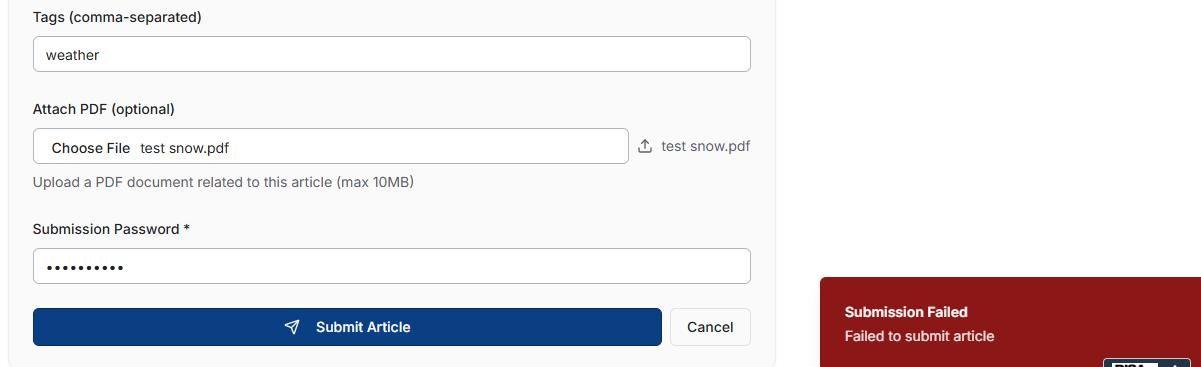 Tags (comma-separated)
weather
Attach PDF (optional)
Choose File test snow.pdf
test snow.pdf
Upload a PDF document related to this article (max 10MB)
Submission Password *
••••••••••
Submit Article
Cancel
Submission Failed
Failed to submit article